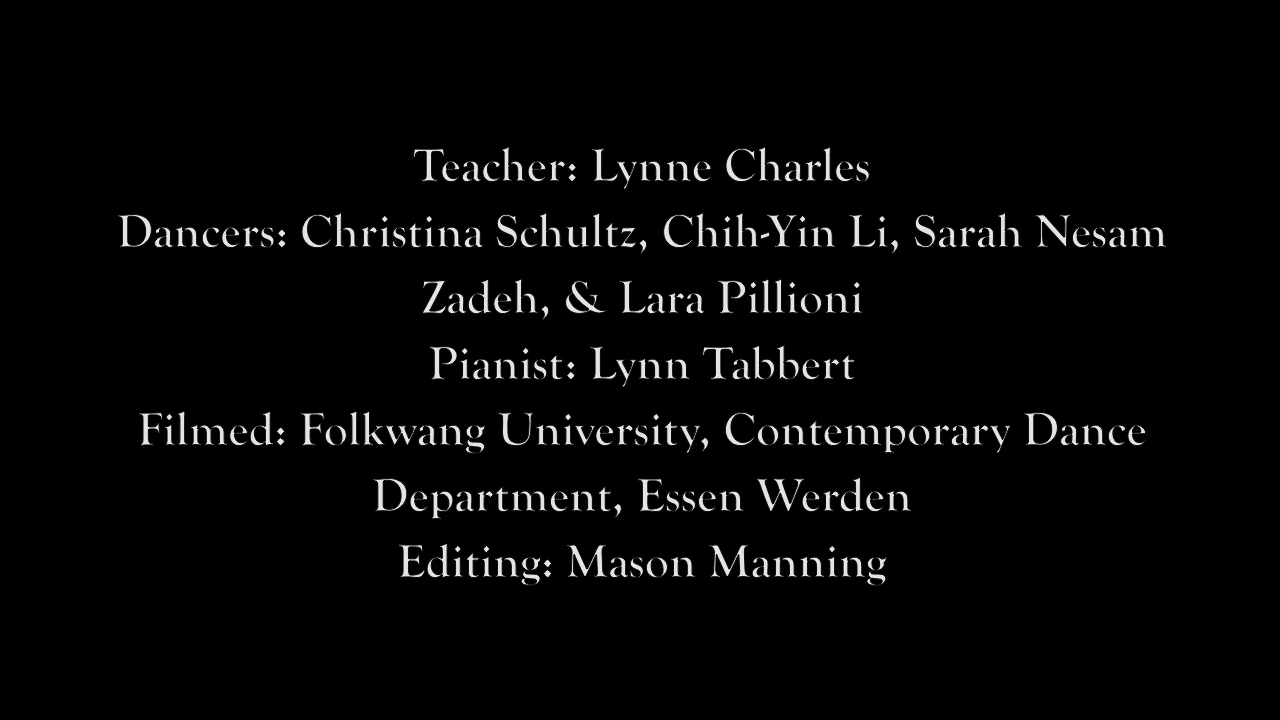 Teacher: Lynne Charles
Dancers: Christina Schultz, Chih-Yin Li, Sarah Nesam
Zadeh, & Lara Pillioni
Pianist: Lynn Tabbert
Filmed: Folkwang University, Contemporary Dance
Department, Essen Werden
Editing: Mason Manning